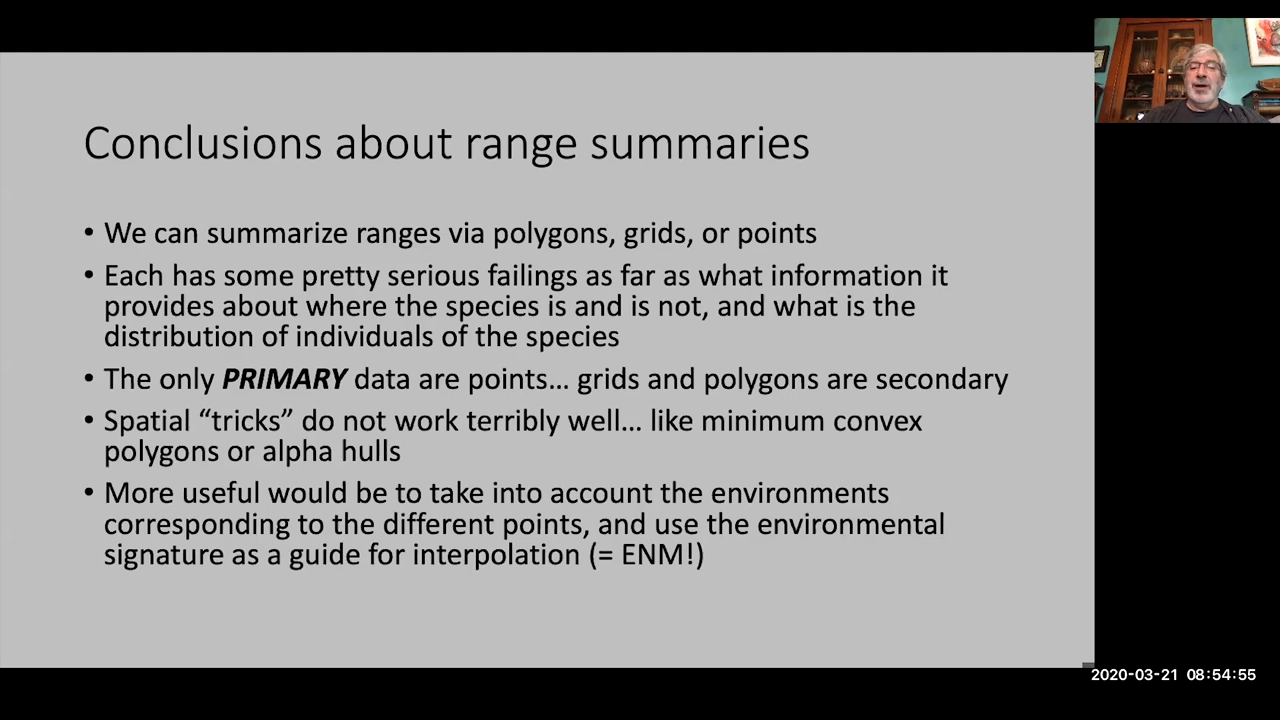 Conclusions about range summaries
• We can summarize ranges via polygons, grids, or points
• Each has some pretty serious failings as far as what information it
provides about where the species is and is not, and what is the
distribution of individuals of the species
• The only PRIMARY data are points... grids and polygons are secondary
• Spatial “tricks” do not work terribly well... like minimum convex
polygons or alpha hulls
• More useful would be to take into account the environments
corresponding to the different points, and use the environmental
signature as a guide for interpolation (= ENM!)
2020-03-21 08:54:55